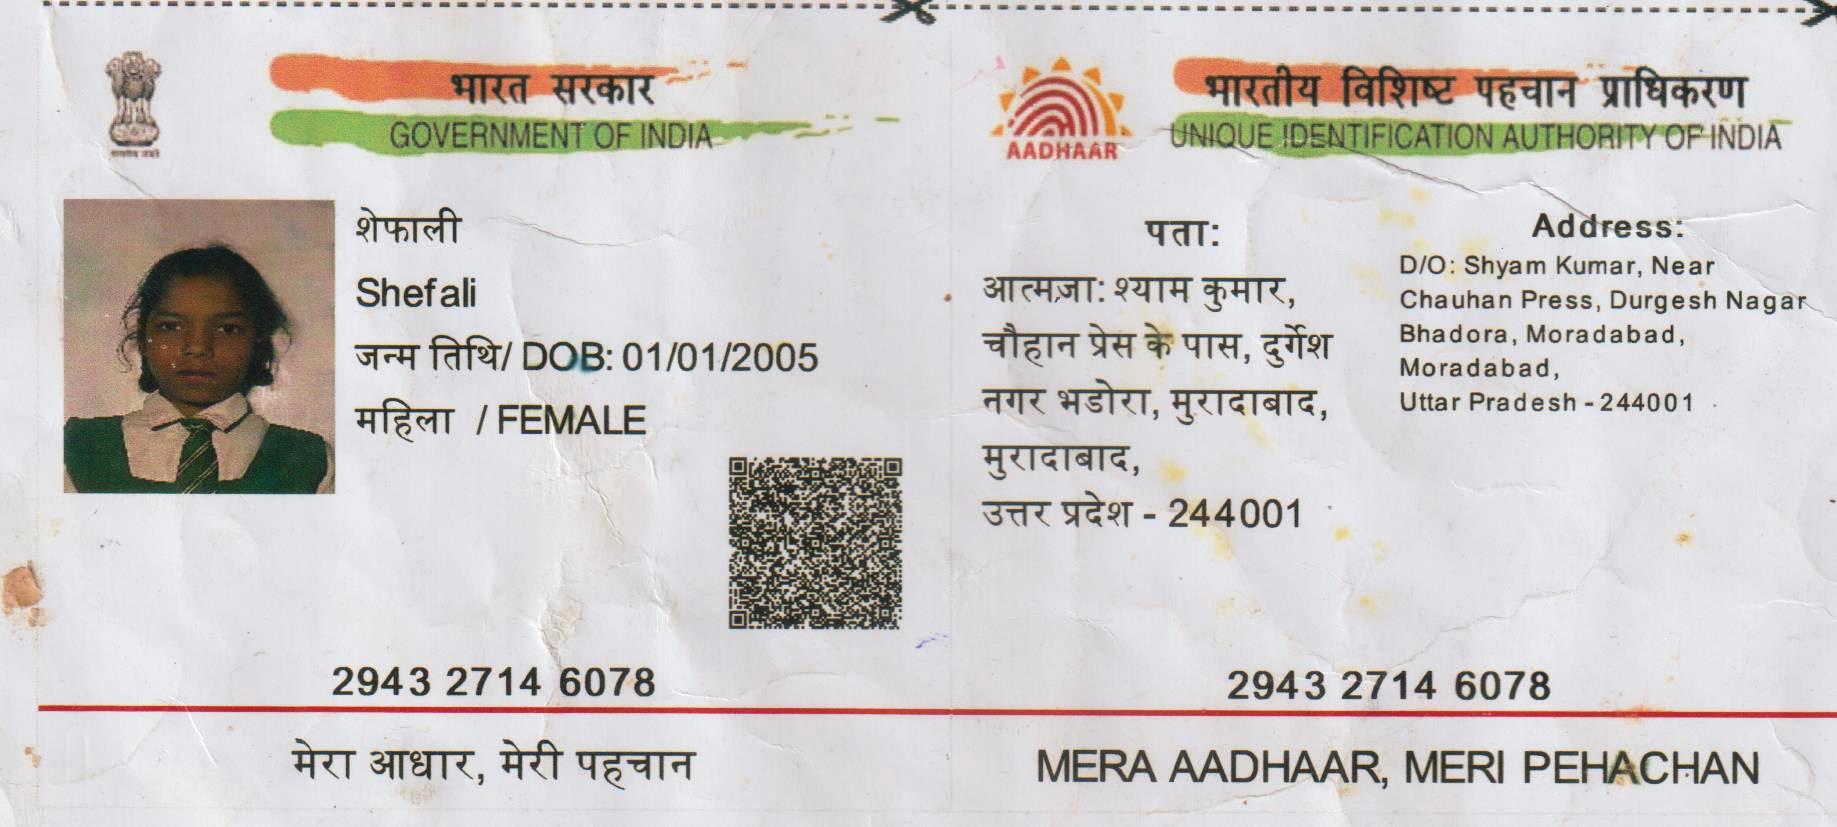 भारत सरकार
GOVERNMENT OF INDIA
शेफाली
Shefali
जन्म तिथि/ DOB: 01/01/2005
महिला / FEMALE
2943 2714 6078
मेरा आधार, मेरी पहचान
AADHAAR
भारतीय विशिष्ट पहचान प्राधिकरण
UNIQUE IDENTIFICATION AUTHORITY OF INDIA
पता:
आत्मजा: श्याम कुमार,
चौहान प्रेस के पास, दुर्गेश
नगर भडोरा, मुरादाबाद,
मुरादाबाद,
उत्तर प्रदेश - 244001
Address:
D/O: Shyam Kumar, Near
Chauhan Press, Durgesh Nagar
Bhadora, Moradabad,
Moradabad,
Uttar Pradesh - 244001
2943 2714 6078
MERA AADHAAR, MERI PEHACHAN